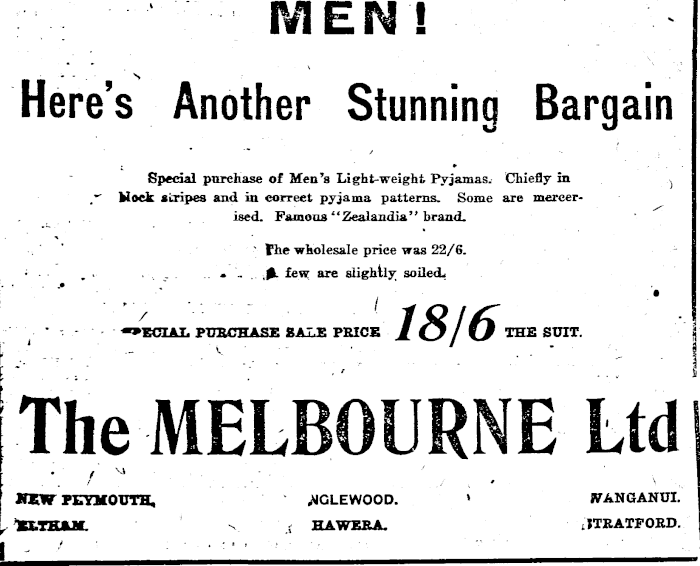 MEN!
Here's Another Stunning Bargain
Special purchase of Men's Light-weight Pyjamas. Chiefly in
block stripes and in correct pyjama patterns. Some are mercer-
ised. Famous "Zealandia" brand.
The wholesale price was 22/6.
A few are slightly soiled.
SPECIAL PURCHASE SALE PRICE 18/6 THE SUIT.
The MELBOURNE Ltd
NEW PLYMOUTH, INGLEWOOD. WANGANUI.
ELTHAM. HAWERA. STRATFORD.